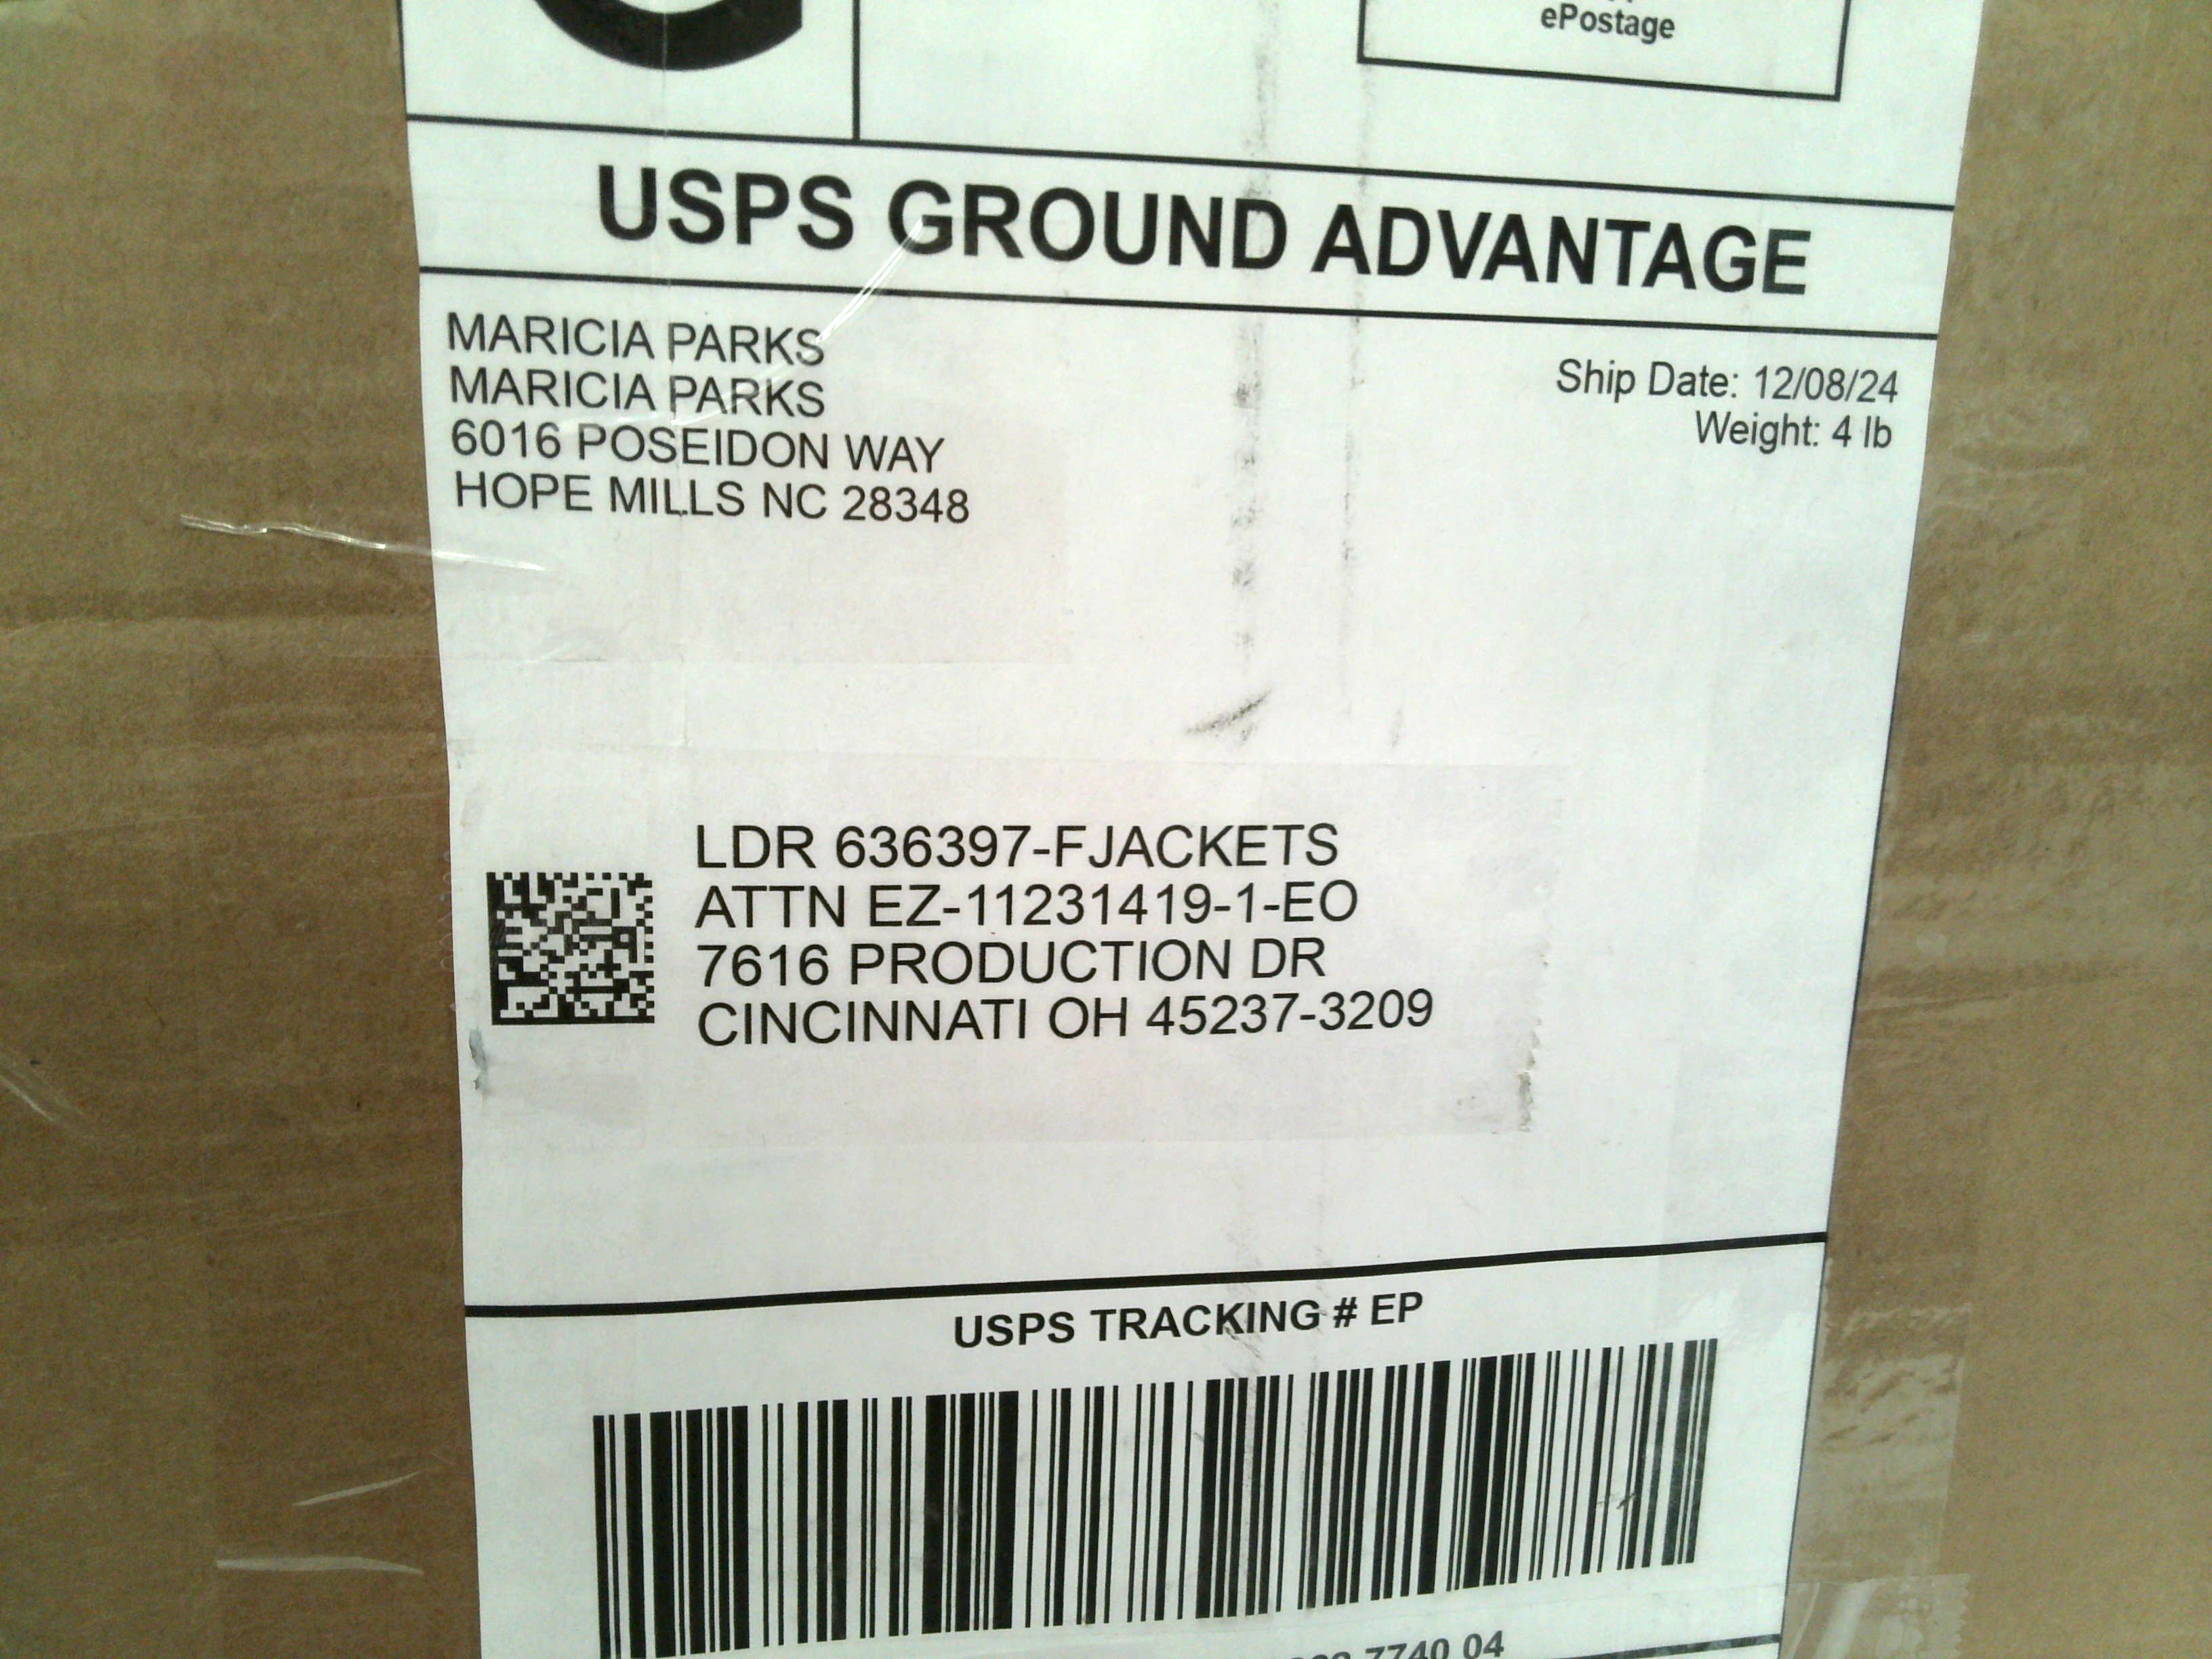 ePostage
USPS GROUND ADVANTAGE
MARICIA PARKS
MARICIA PARKS
6016 POSEIDON WAY
HOPE MILLS NC 28348
Ship Date: 12/08/24
Weight: 4 lb
LDR 636397-FJACKETS
ATTN EZ-11231419-1-EO
7616 PRODUCTION DR
CINCINNATI OH 45237-3209
USPS TRACKING # EP
7740 04